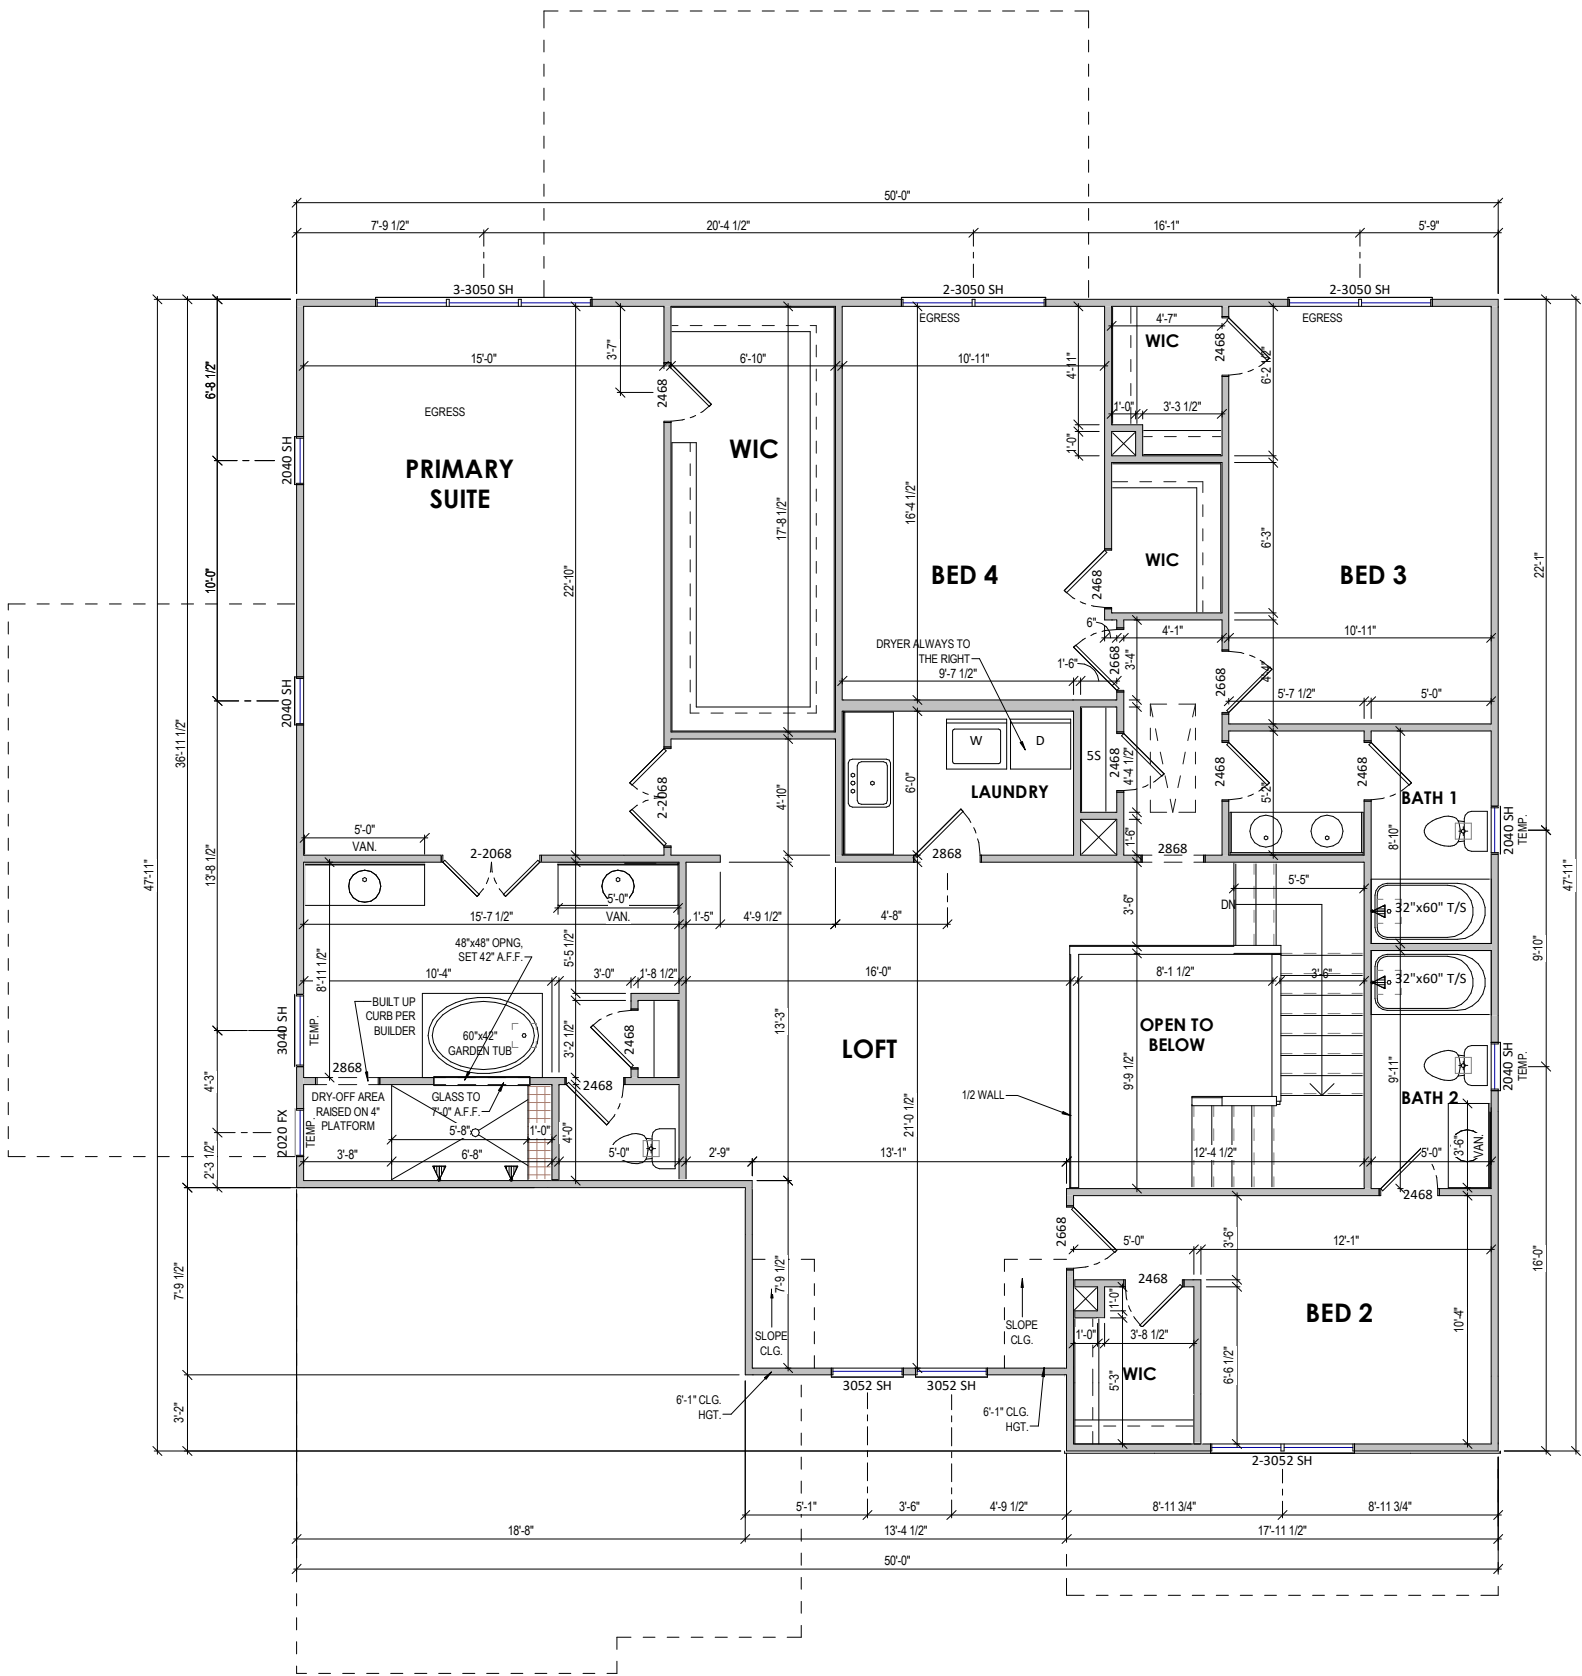 50'-0"
7'-9 1/2"
20'-4 1/2"
16'-1"
5'-9"
3-3050 SH
2-3050 SH
2-3050 SH
EGRESS
EGRESS
4'-7"
WIC
2468
6'-2 1/2"
3'-7"
4'-11"
15'-0"
6'-10"
10'-11"
2468
6'-8 1/2"
EGRESS
1'-0"
3'-3 1/2"
1'-0"
PRIMARY
SUITE
WIC
2040 SH
16'-4 1/2"
17'-8 1/2"
6'-3"
22'-1"
WIC
BED 4
BED 3
2468
22'-10"
10'-0"
6"
4'-1"
10'-11"
DRYER ALWAYS TO
THE RIGHT
1'-6"
2668
3'-4"
9'-7 1/2"
2668
4'-4"
5'-7 1/2"
5'-0"
2040 SH
36'-11 1/2"
W
D
5S
2468
4'-4 1/2"
2468
5'-2"
2468
6'-0"
LAUNDRY
BATH 1
2-2068
4'-10"
2040 SH
TEMP.
8'-10"
5'-0"
VAN.
2-2068
2868
1'-6"
2868
47'-11"
13'-8 1/2"
47'-11"
5'-5"
DN
5'-0"
VAN.
15'-7 1/2"
1'-5"
4'-9 1/2"
4'-8"
3'-6"
32"x60" T/S
48"x48" OPNG,
SET 42" A.F.F.
5'-5 1/2"
9'-10"
8'-11 1/2"
10'-4"
3'-0"
1'-8 1/2"
16'-0"
8'-1 1/2"
3'-6"
32"x60" T/S
BUILT UP
CURB PER
BUILDER
3040 SH
TEMP.
60"x42"
GARDEN TUB
3'-2 1/2"
2468
13'-3"
LOFT
OPEN TO
BELOW
9'-9 1/2"
9'-11"
2040 SH
TEMP.
2868
2468
4'-3"
1/2 WALL
BATH 2
DRY-OFF AREA
RAISED ON 4"
PLATFORM
GLASS TO
7'-0" A.F.F.
2020 FX
TEMP.
5'-8"
1'-0"
4'-0"
21'-0 1/2"
3'-6"
VAN.
2'-3 1/2"
3'-8"
6'-8"
5'-0"
2'-9"
13'-1"
12'-4 1/2"
5'-0"
2468
2668
5'-0"
3'-6"
12'-1"
16'-0"
7'-9 1/2"
7'-9 1/2"
2468
1'-0"
BED 2
10'-4"
SLOPE
CLG.
SLOPE
CLG.
1'-0"
3'-8 1/2"
WIC
5'-3"
6'-6 1/2"
3052 SH
3052 SH
6'-1" CLG.
HGT.
6'-1" CLG.
HGT.
3'-2"
2-3052 SH
5'-1"
3'-6"
4'-9 1/2"
8'-11 3/4"
8'-11 3/4"
18'-8"
13'-4 1/2"
17'-11 1/2"
50'-0"